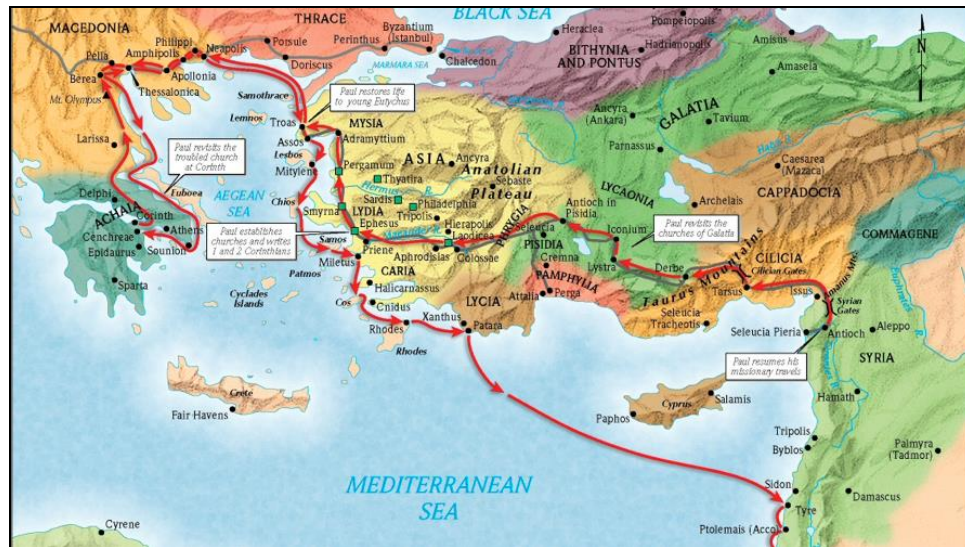 BLACK SEA
MACEDONIA
THRACE
Philippi
Neapolis
Pella
Amphipolis
Berea
Apollonia
Thessalonica
Mt. Olympus
Porsule
Doriscus
Perinthus
Byzantium
(Istanbul)
Chalcedon
MARMARA SEA
Heraclea
Pompeiopolis
BITHYNIA
AND PONTUS
Hadrianopolis
Amisus
Amaseia
N
Samothrace
Lemnos
Paul restores life
to young Eutychus
Troas
MYSIA
Assos
Adramyttium
Lesbos
Mitylene
Larissa
Paul revisits the
troubled church
at Corinth
Euboea
AEGEAN
SEA
Chios
Pergamum
Thyatira
Hermus R.
Sardis
Philadelphia
Smyrna
LYDIA
Tripolis
ASIA
Ancyra
Anatolian
Plateau
Sebaste
GALATIA
Ancyra
(Ankara)
Tavium
Parnassus
Caesarea
(Mazaca)
CAPPADOCIA
Archelais
LYCAONIA
COMMAGENE
Delphi
ACHAIA
Corinth
Cenchreae
Athens
Epidaurus
Sounion
Sparta
Paul establishes
churches and writes
1 and 2 Corinthians
Ephesus
Samos
Priene
Miletus
Patmos
Hierapolis
Laodicea
Colossae
Aphrodisias
PHRIGIA
Antioch in
Pisidia
Seleucia
PISIDIA
Cremna
Iconium
Lystra
Paul revisits the
churches of Galatia
Derbe
Taurus Mountains
CILICIA
Cilician Gates
Tarsus
Issus
Amanus Mts.
Syrian
Gates
Euphrates R.
CARIA
Halicarnassus
Cyclades
Islands
Cos
Cnidus
Rhodes
Rhodes
LYCIA
Xanthus
Patara
PAMPHYLIA
Attalia
Perga
Seleucia
Tracheotis
Seleucia Pieria
Antioch
Aleppo
SYRIA
Paul resumes his
missionary travels
Hamath
Crete
Fair Havens
Cyprus
Salamis
Paphos
Tripolis
Byblos
Palmyra
(Tadmor)
MEDITERRANEAN
SEA
Sidon
Damascus
Tyre
Ptolemais (Acco)
Cyrene